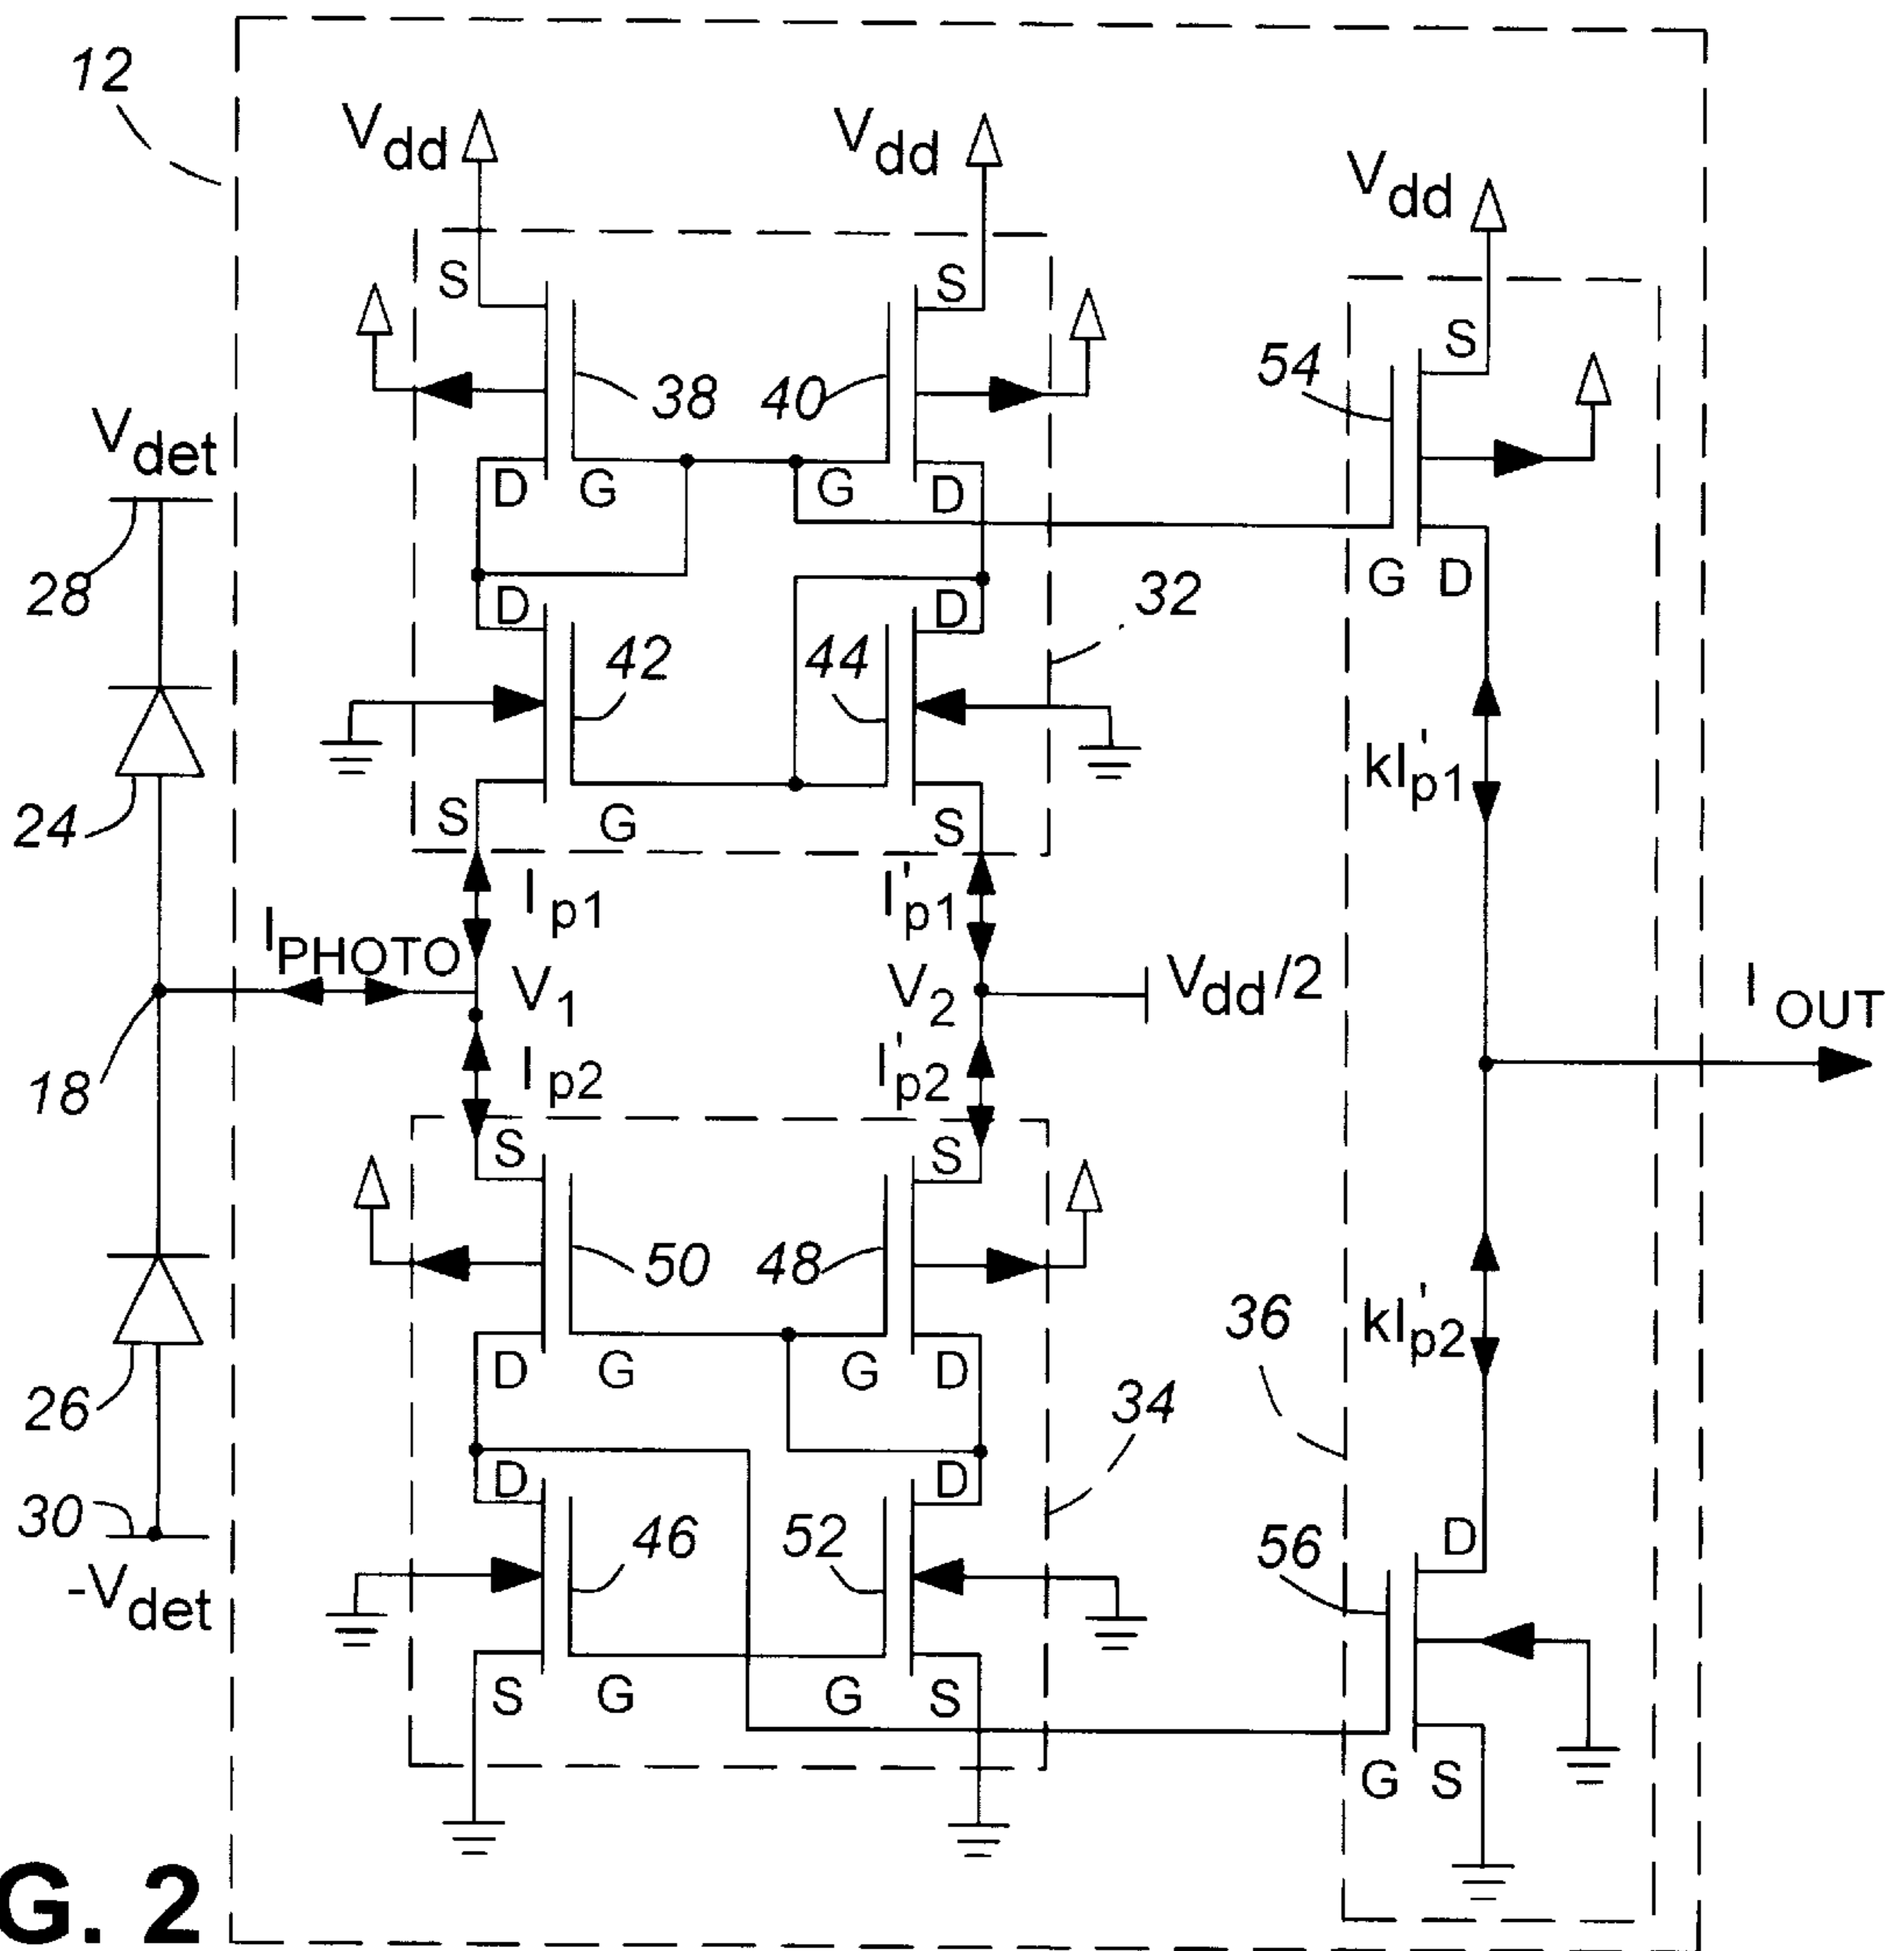 12
Vdd Vdd Vdd
S S S
38 40 54
Vdet
D G G D
28
G D
D D 32
42 44
24
kI'p1
S G S
Ip1 I'p1
IPHOTO
V1 V2 Vdd/2
IOUT
18
Ip2 I'p2
S S
50 48
36 kI'p2
D G G D
26
34
D D
30
46 52 56 D
-Vdet
S G G S
G S
G. 2